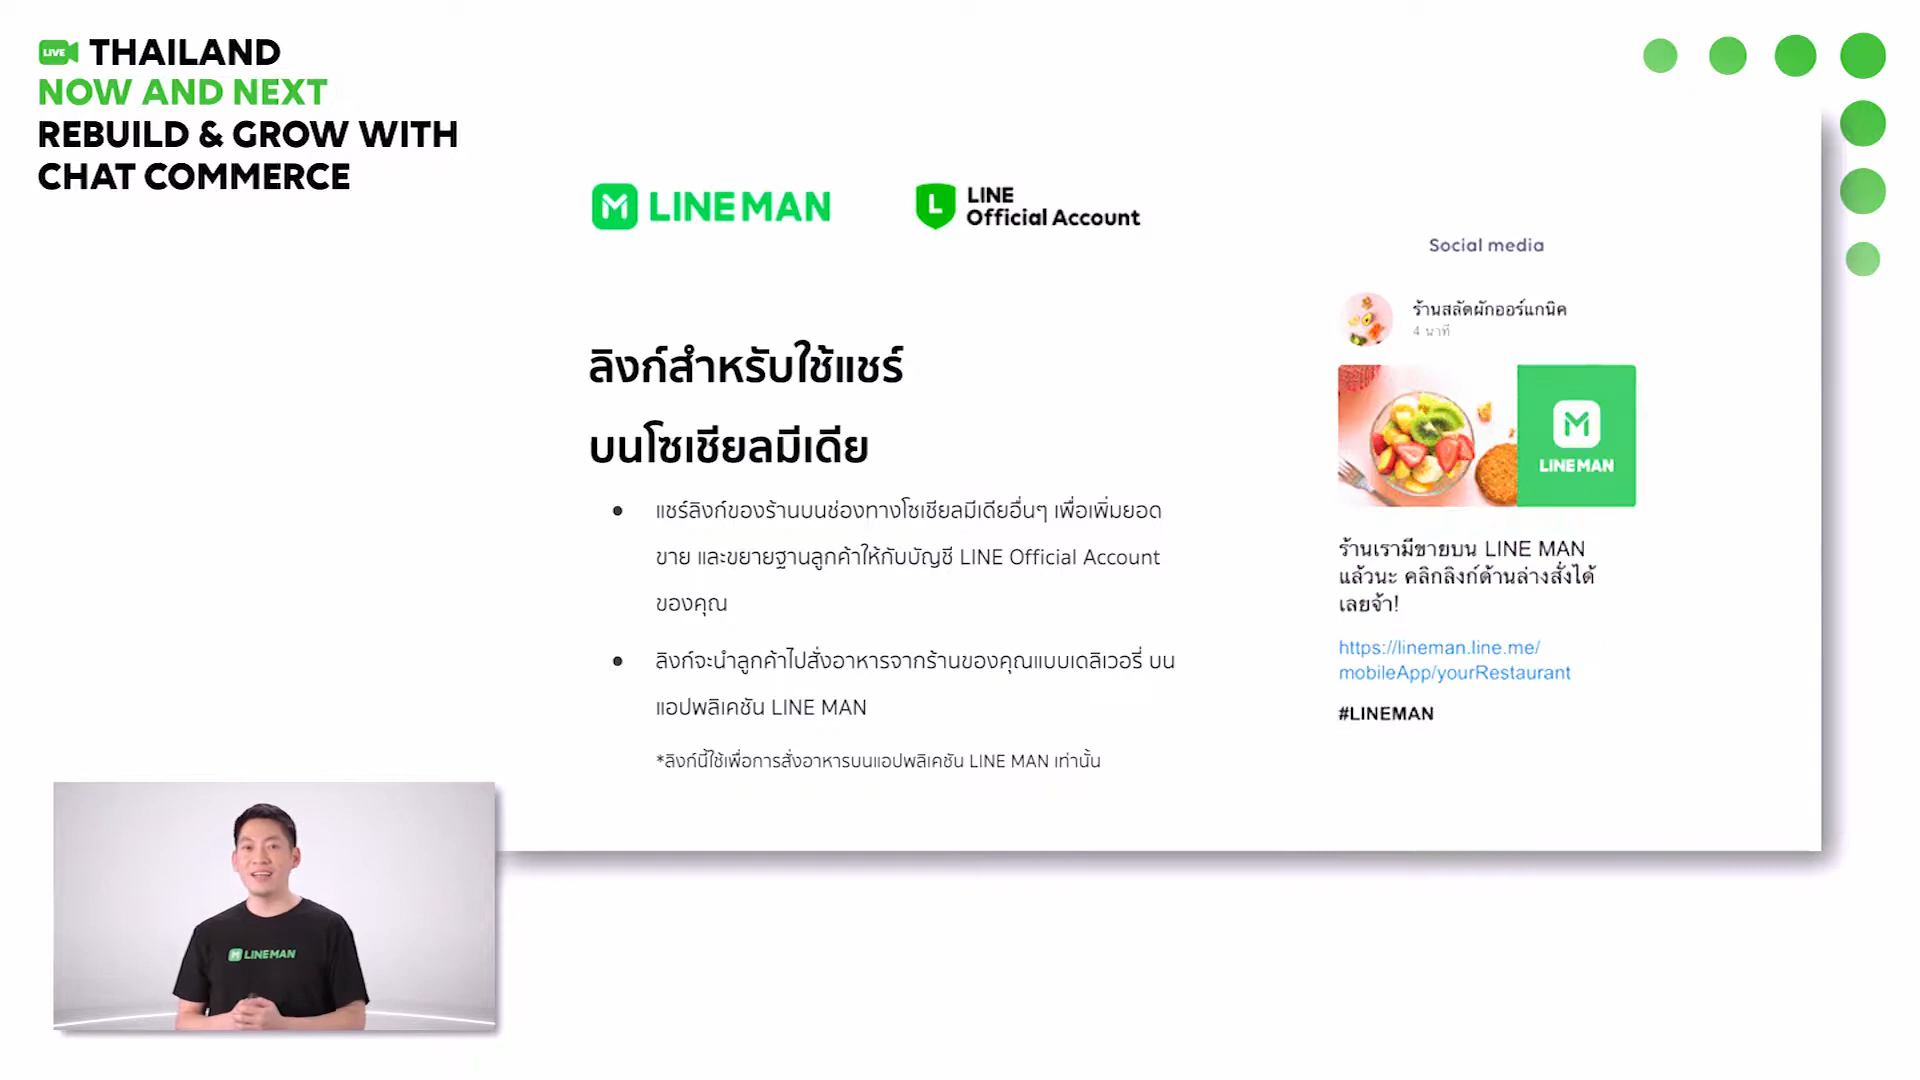 LIVE THAILAND
NOW AND NEXT
REBUILD & GROW WITH
CHAT COMMERCE
LINE MAN
LINE
Official Account
ลิงก์สำหรับใช้แชร์
บนโซเชียลมีเดีย
• แชร์ลิงก์ของร้านบนช่องทางโซเชียลมีเดียอื่นๆ เพื่อเพิ่มยอด
ขาย และขยายฐานลูกค้าให้กับบัญชี LINE Official Account
ของคุณ
• ลิงก์จะนำลูกค้าไปสั่งอาหารจากร้านของคุณแบบเดลิเวอรี่ บน
แอปพลิเคชัน LINE MAN
*ลิงก์นี้ใช้เพื่อการสั่งอาหารบนแอปพลิเคชัน LINE MAN เท่านั้น
Social media
ร้านสลัดผักออร์แกนิค
4 นาที
LINE MAN
ร้านเรามีขายบน LINE MAN
แล้วนะ คลิกลิงก์ด้านล่างสั่งได้
เลยจ้า!
https://lineman.line.me/
mobileApp/yourRestaurant
#LINEMAN
LINE MAN